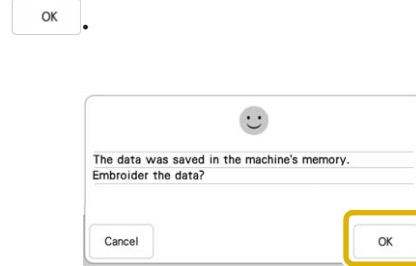 OK .
The data was saved in the machine's memory.
Embroider the data?
Cancel
OK